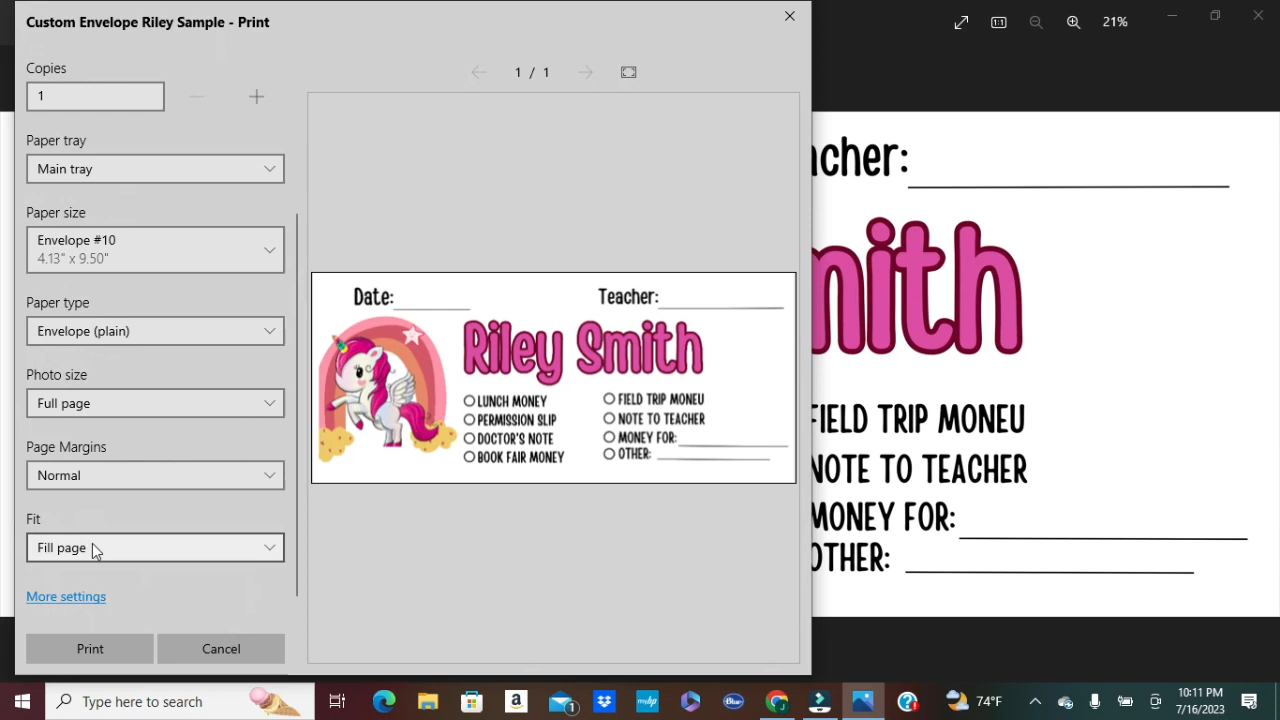 Custom Envelope Riley Sample - Print
21%
Copies
1
1 / 1
Paper tray
Main tray
Paper size
Envelope #10
4.13" x 9.50"
Paper type
Envelope (plain)
Photo size
Full page
Page Margins
Normal
Fit
Fill page
More settings
Print
Cancel
Date:
Teacher:
Riley Smith
LUNCH MONEY
PERMISSION SLIP
DOCTOR'S NOTE
BOOK FAIR MONEY
FIELD TRIP MONEU
NOTE TO TEACHER
MONEY FOR:
OTHER:
acher:
mith
FIELD TRIP MONEU
NOTE TO TEACHER
MONEY FOR:
OTHER:
Type here to search
a
1
mbp
Blue
74°F
10:11 PM
7/16/2023